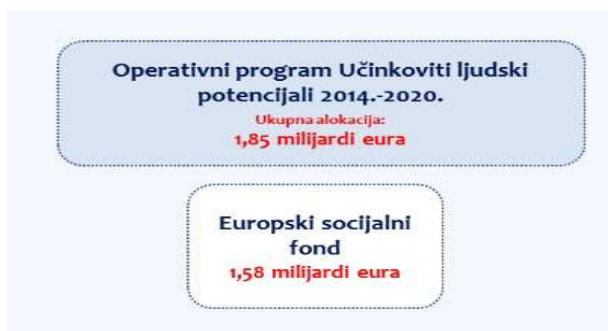 Operativni program Učinkoviti ljudski
potencijali 2014.-2020.
Ukupna alokacija:
1,85 milijardi eura
Europski socijalni
fond
1,58 milijardi eura